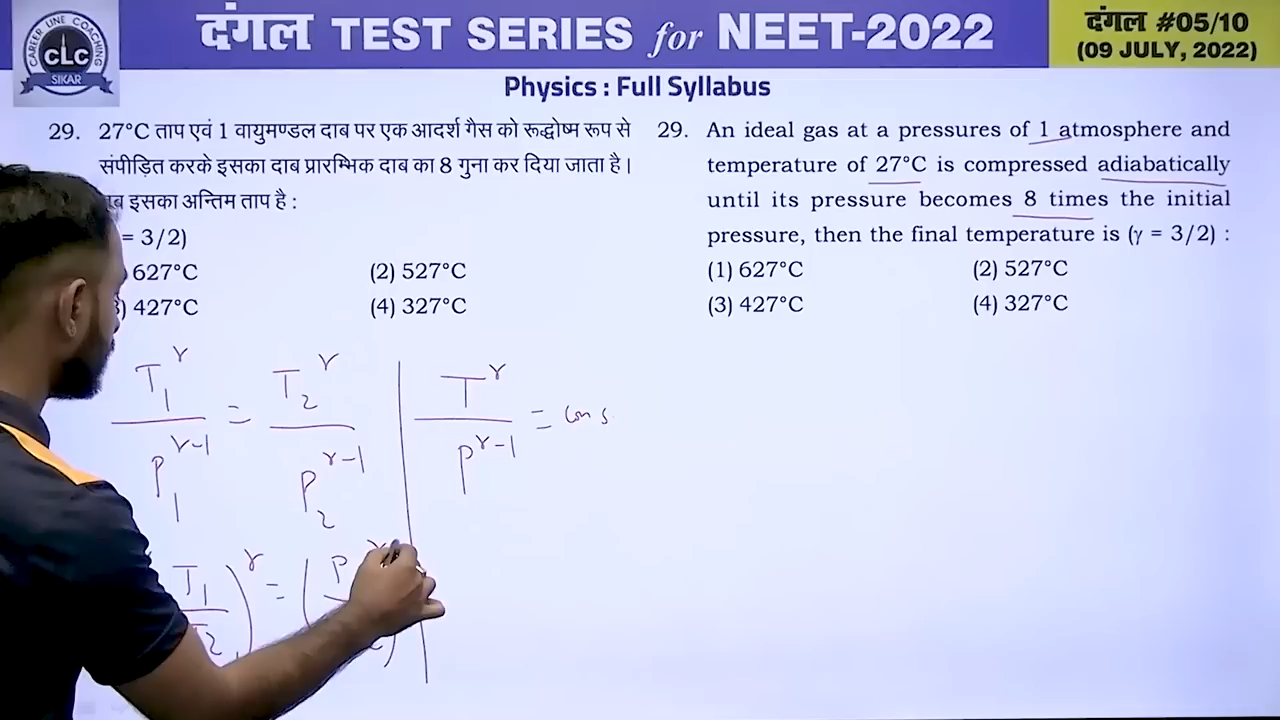 दंगल TEST SERIES for NEET-2022
दंगल #05/10
(09 JULY, 2022)
CAREER LINE COACHING
CLC
SIKAR
Physics : Full Syllabus
29. 27°C ताप एवं 1 वायुमण्डल दाब पर एक आदर्श गैस को रूद्धोष्म रूप से
संपीड़ित करके इसका दाब प्रारम्भिक दाब का 8 गुना कर दिया जाता है।
इसका अन्तिम ताप है :
= 3/2)
627°C (2) 527°C
) 427°C (4) 327°C
29. An ideal gas at a pressures of 1 atmosphere and
temperature of 27°C is compressed adiabatically
until its pressure becomes 8 times the initial
pressure, then the final temperature is (γ = 3/2) :
(1) 627°C (2) 527°C
(3) 427°C (4) 327°C
T₁^γ / P₁^γ-1 = T₂^γ / P₂^γ-1
T^γ / P^γ-1 = cons.
T₁ / T₂)^γ = (P